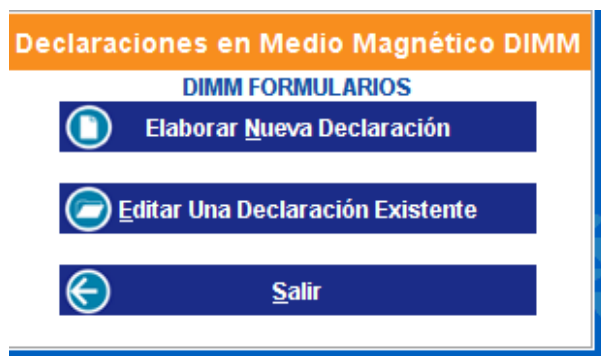 Declaraciones en Medio Magnético DIMM
DIMM FORMULARIOS
Elaborar Nueva Declaración
Editar Una Declaración Existente
Salir